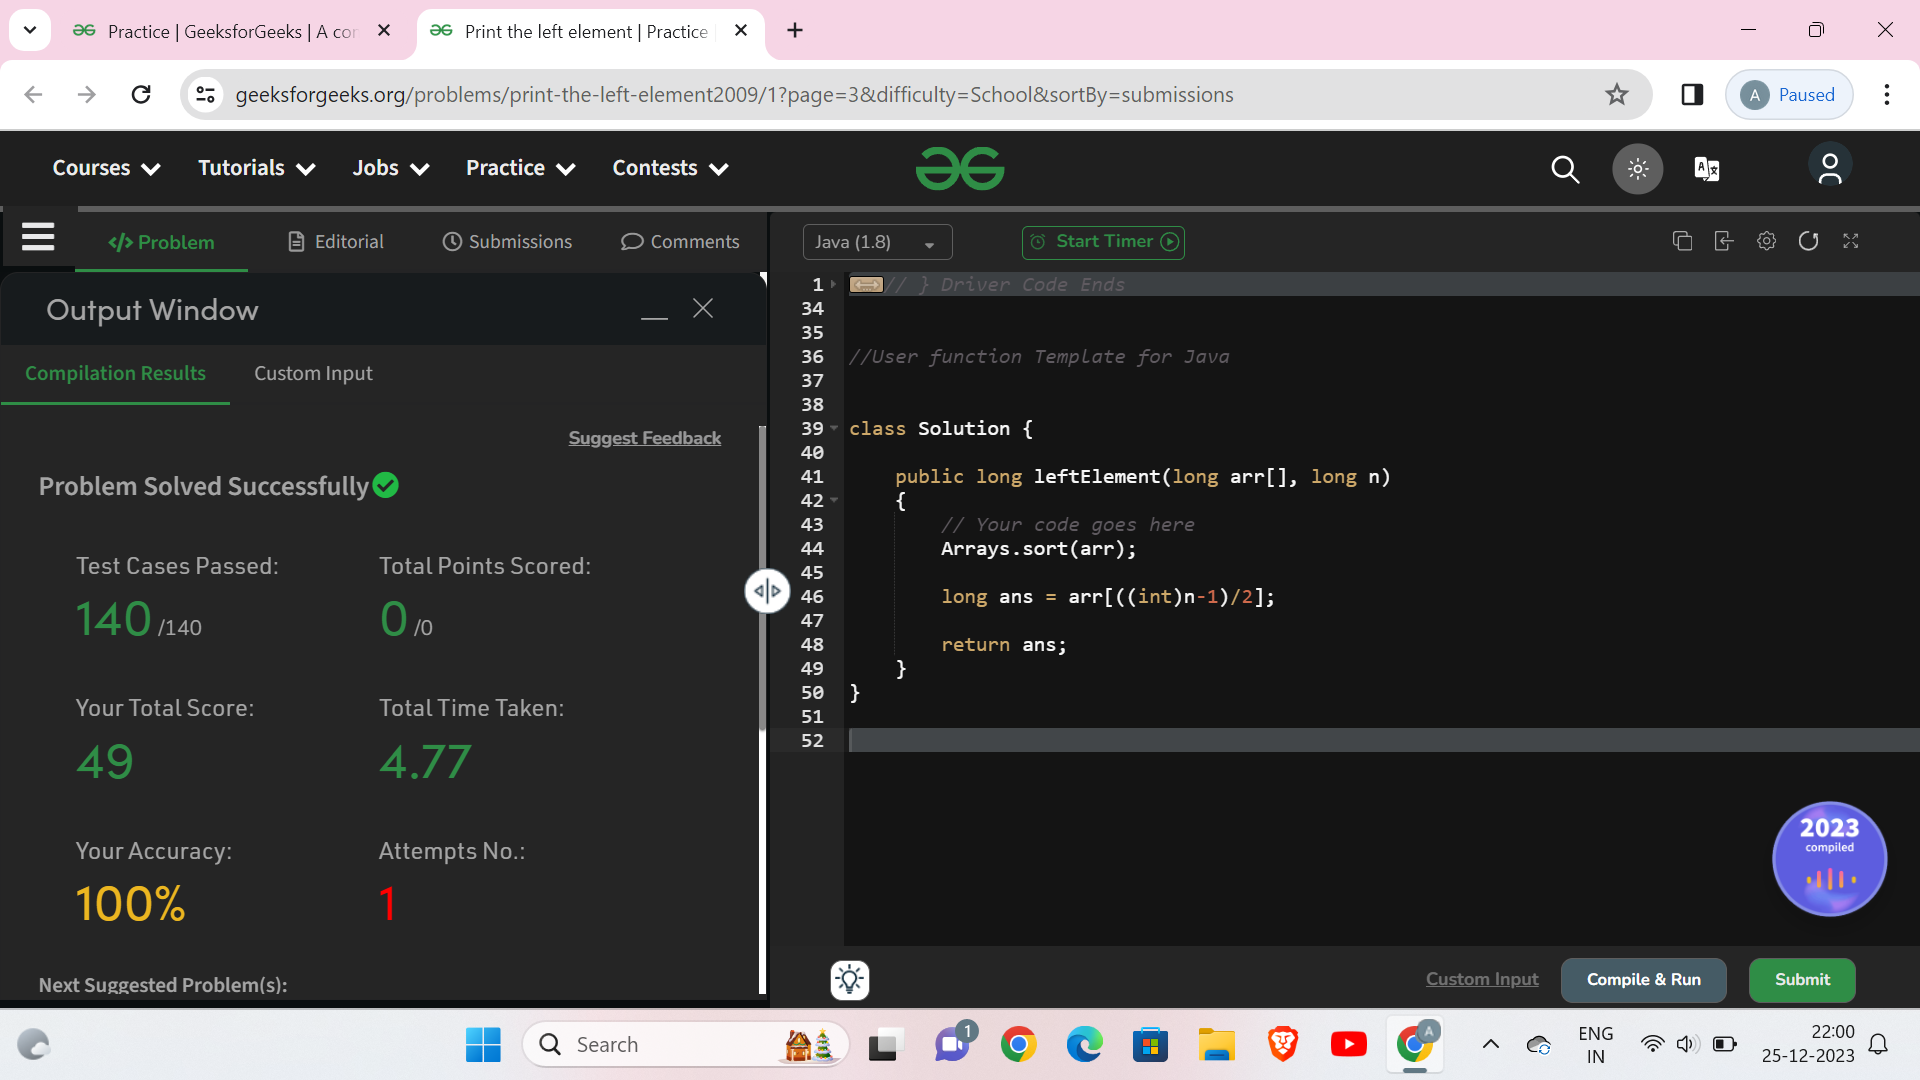 Practice | GeeksforGeeks | A co
Print the left element | Practice
geeksforgeeks.org/problems/print-the-left-element2009/1?page=3&difficulty=School&sortBy=submissions
A Paused
Courses
Tutorials
Jobs
Practice
Contests
</> Problem
Editorial
Submissions
Comments
Java (1.8)
Start Timer
Output Window
Compilation Results
Custom Input
Suggest Feedback
Problem Solved Successfully
Test Cases Passed:
140 /140
Total Points Scored:
0 /0
Your Total Score:
49
Total Time Taken:
4.77
Your Accuracy:
100%
Attempts No.:
1
Next Suggested Problem(s):
1 // } Driver Code Ends
34
35
36 //User function Template for Java
37
38
39 class Solution {
40
41 public long leftElement(long arr[], long n)
42 {
43 // Your code goes here
44 Arrays.sort(arr);
45
46 long ans = arr[((int)n-1)/2];
47
48 return ans;
49 }
50 }
51
52
2023
compiled
Custom Input
Compile & Run
Submit
Search
1
A
ENG
IN
22:00
25-12-2023